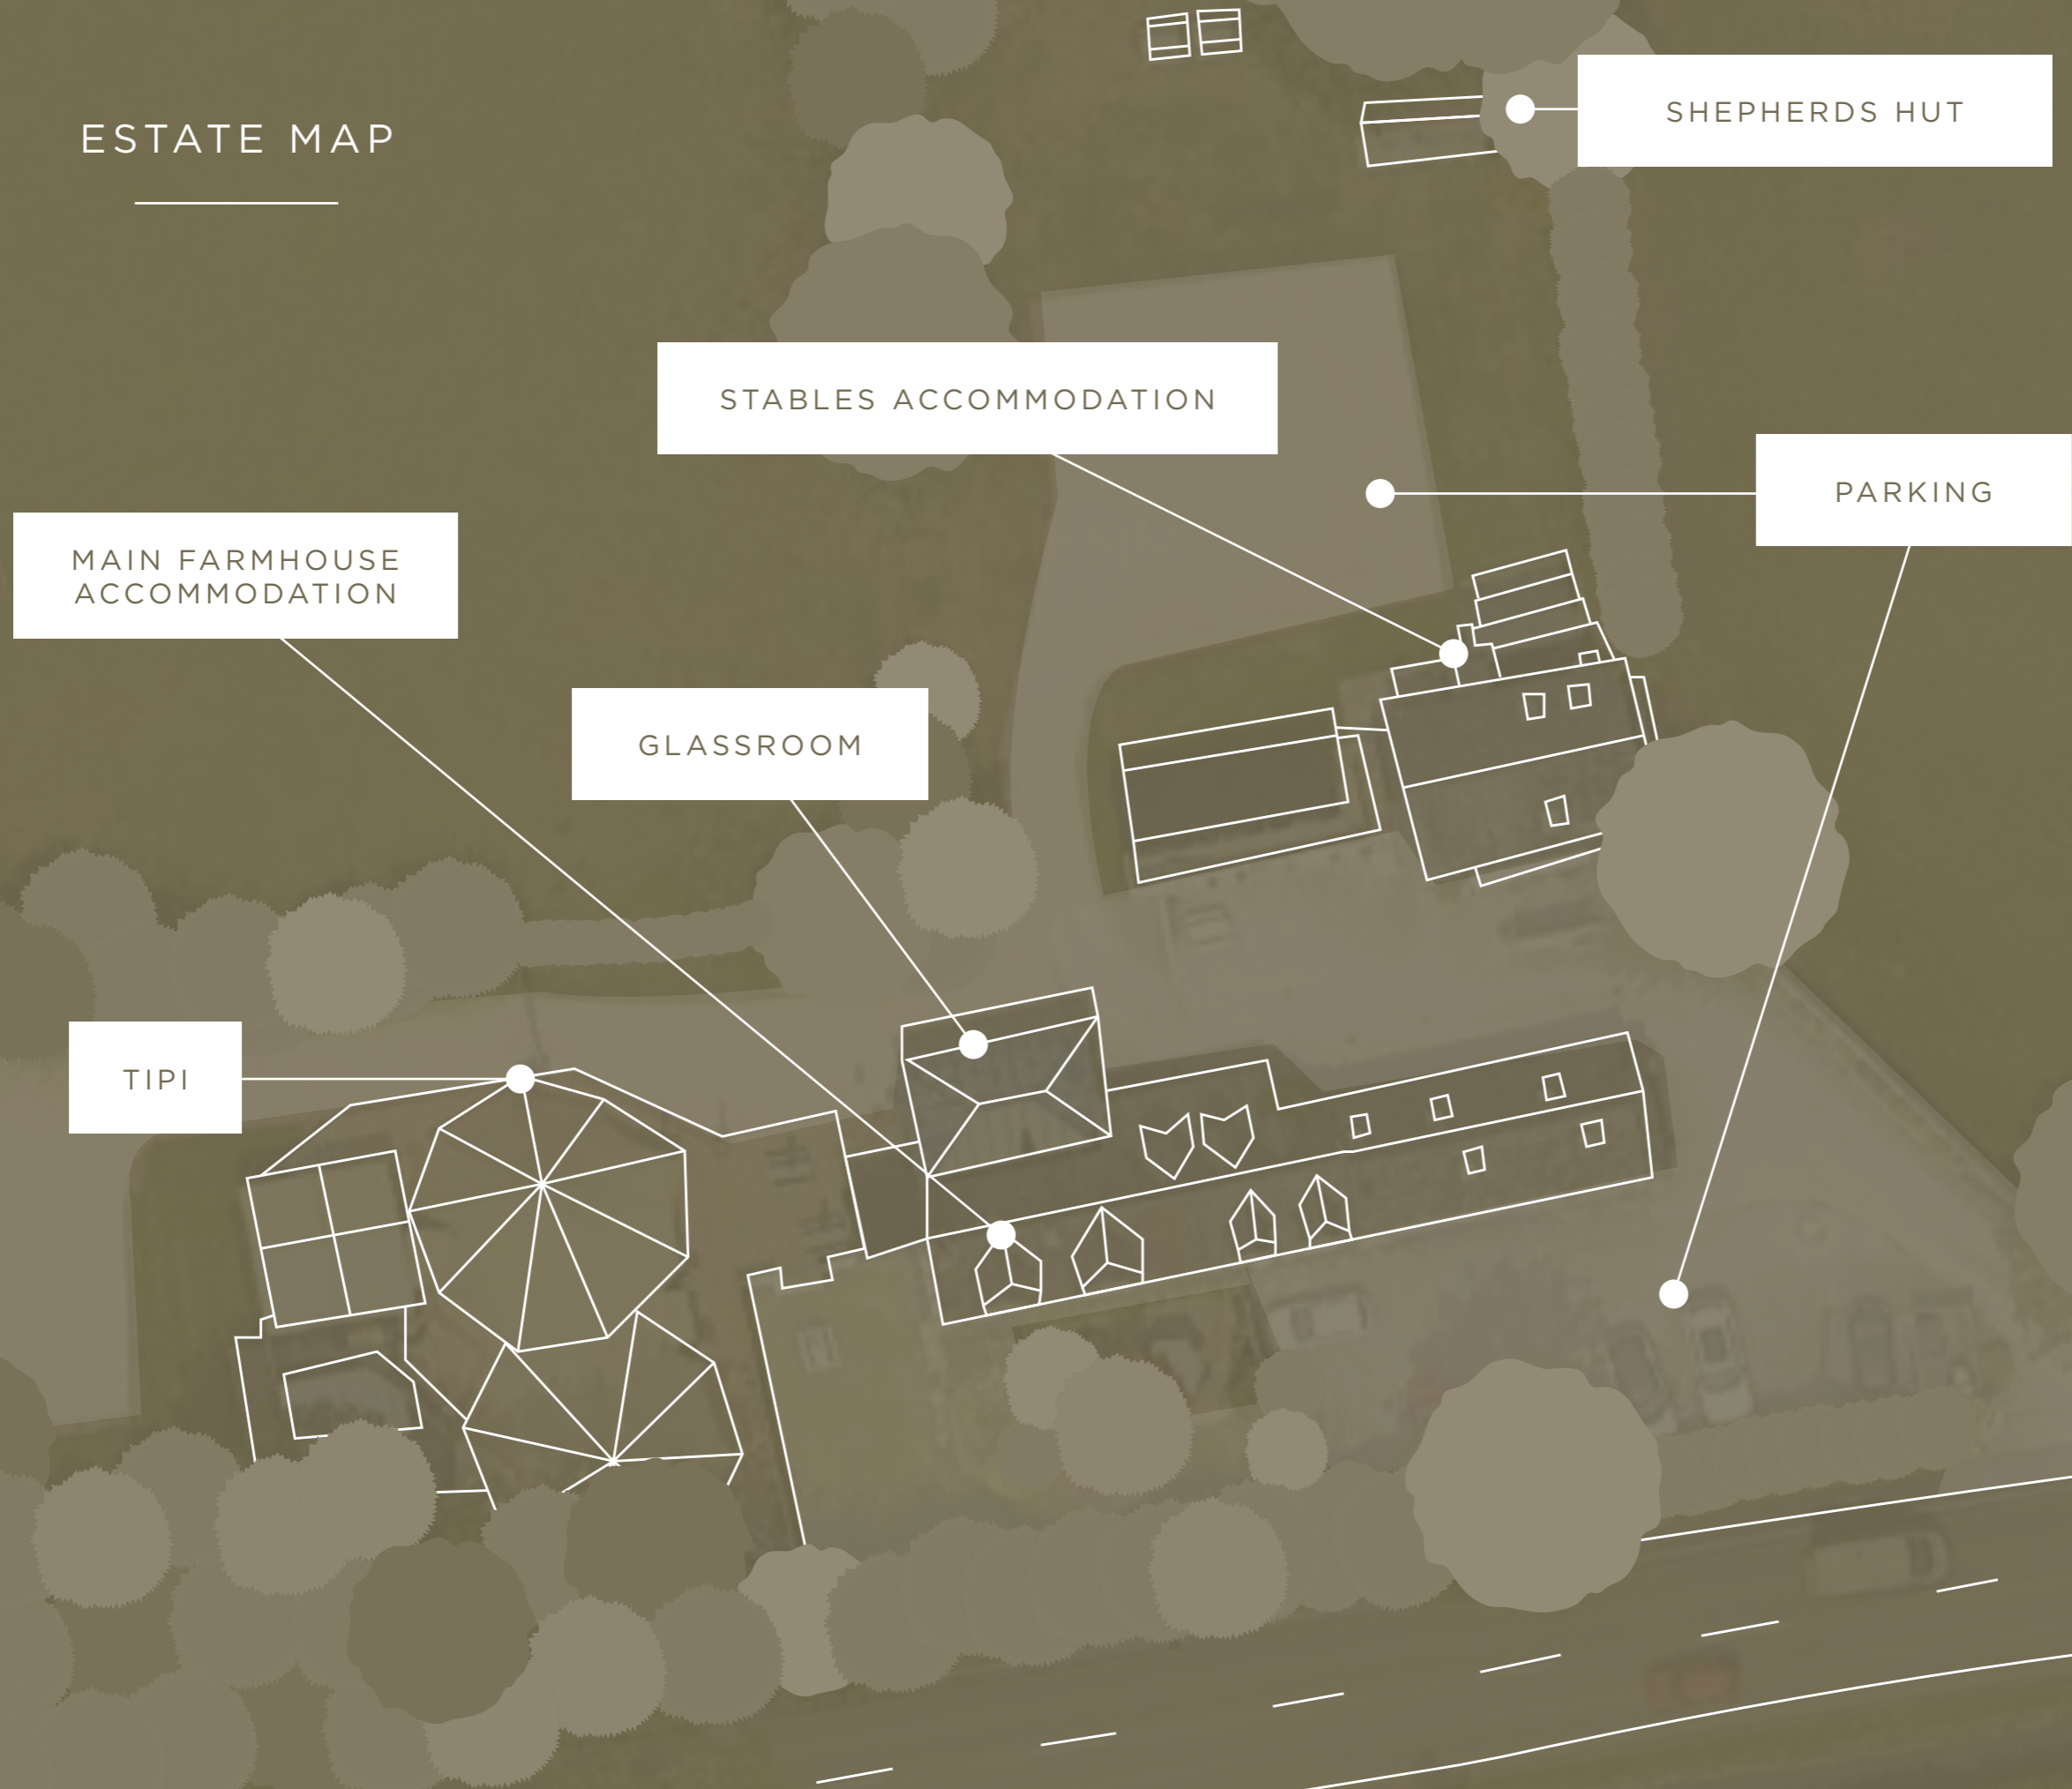 ESTATE MAP
SHEPHERDS HUT
STABLES ACCOMMODATION
PARKING
MAIN FARMHOUSE
ACCOMMODATION
GLASSROOM
TIPI